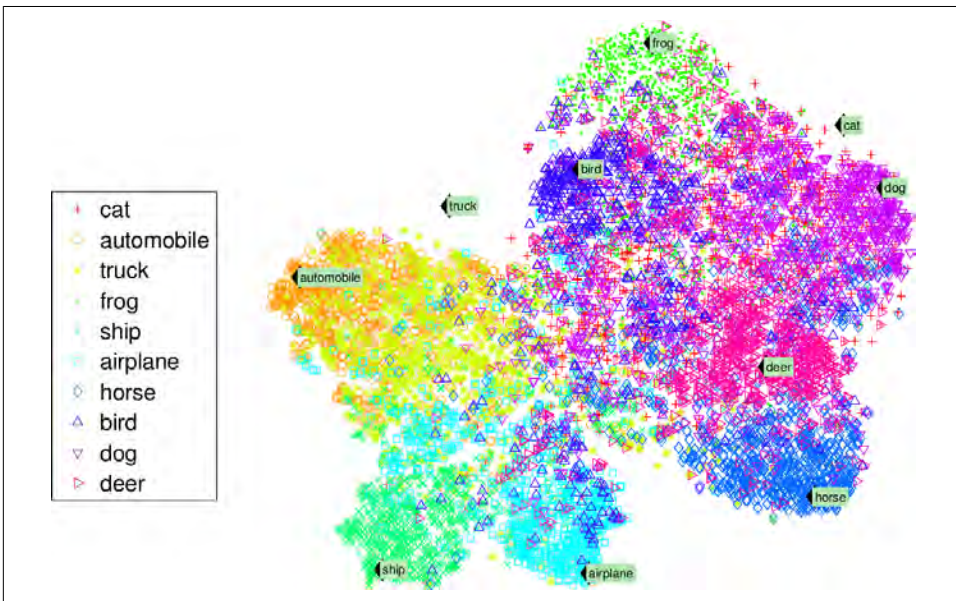 cat
automobile
truck
frog
ship
airplane
horse
bird
dog
deer
frog
cat
bird
dog
truck
automobile
deer
horse
ship
airplane